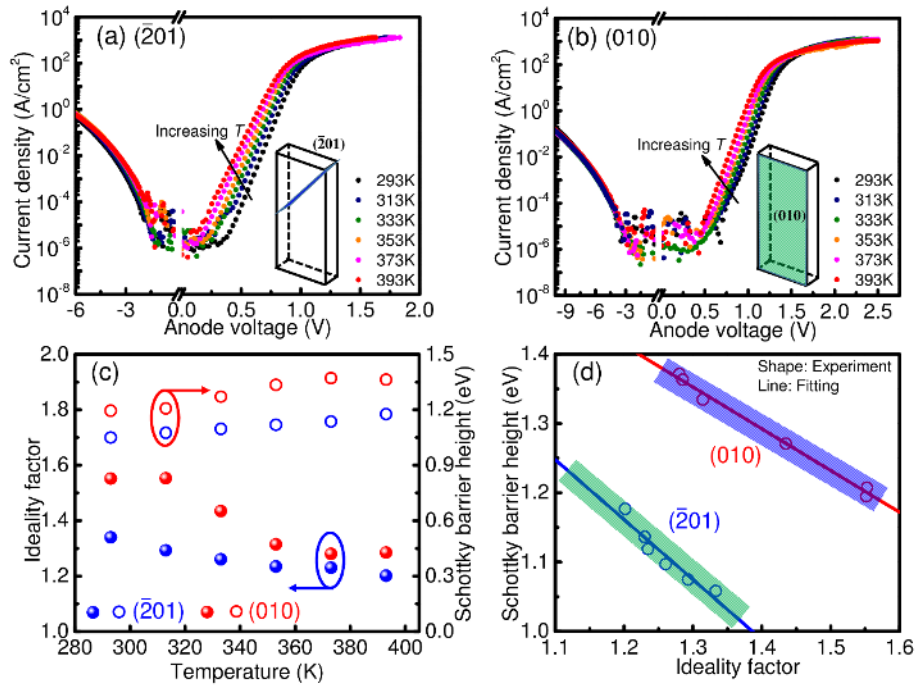 (a) (2̄01)
Current density (A/cm²)
10⁴
10²
10⁰
10⁻²
10⁻⁴
10⁻⁶
10⁻⁸
Increasing T
(2̄01)
293K
313K
333K
353K
373K
393K
-6 -3 0.0 0.5 1.0 1.5 2.0
Anode voltage (V)
(b) (010)
Current density (A/cm²)
10⁴
10²
10⁰
10⁻²
10⁻⁴
10⁻⁶
10⁻⁸
Increasing T
(010)
293K
313K
333K
353K
373K
393K
-9 -6 -3 0.0 0.5 1.0 1.5 2.0 2.5
Anode voltage (V)
(c)
Ideality factor
2.0
1.8
1.6
1.4
1.2
1.0
1.5
1.2
0.9
0.6
0.3
0.0
Schottky barrier height (eV)
(2̄01) (010)
280 300 320 340 360 380 400
Temperature (K)
(d)
Schottky barrier height (eV)
1.4
1.3
1.2
1.1
1.0
Shape: Experiment
Line: Fitting
(010)
(2̄01)
1.1 1.2 1.3 1.4 1.5 1.6
Ideality factor